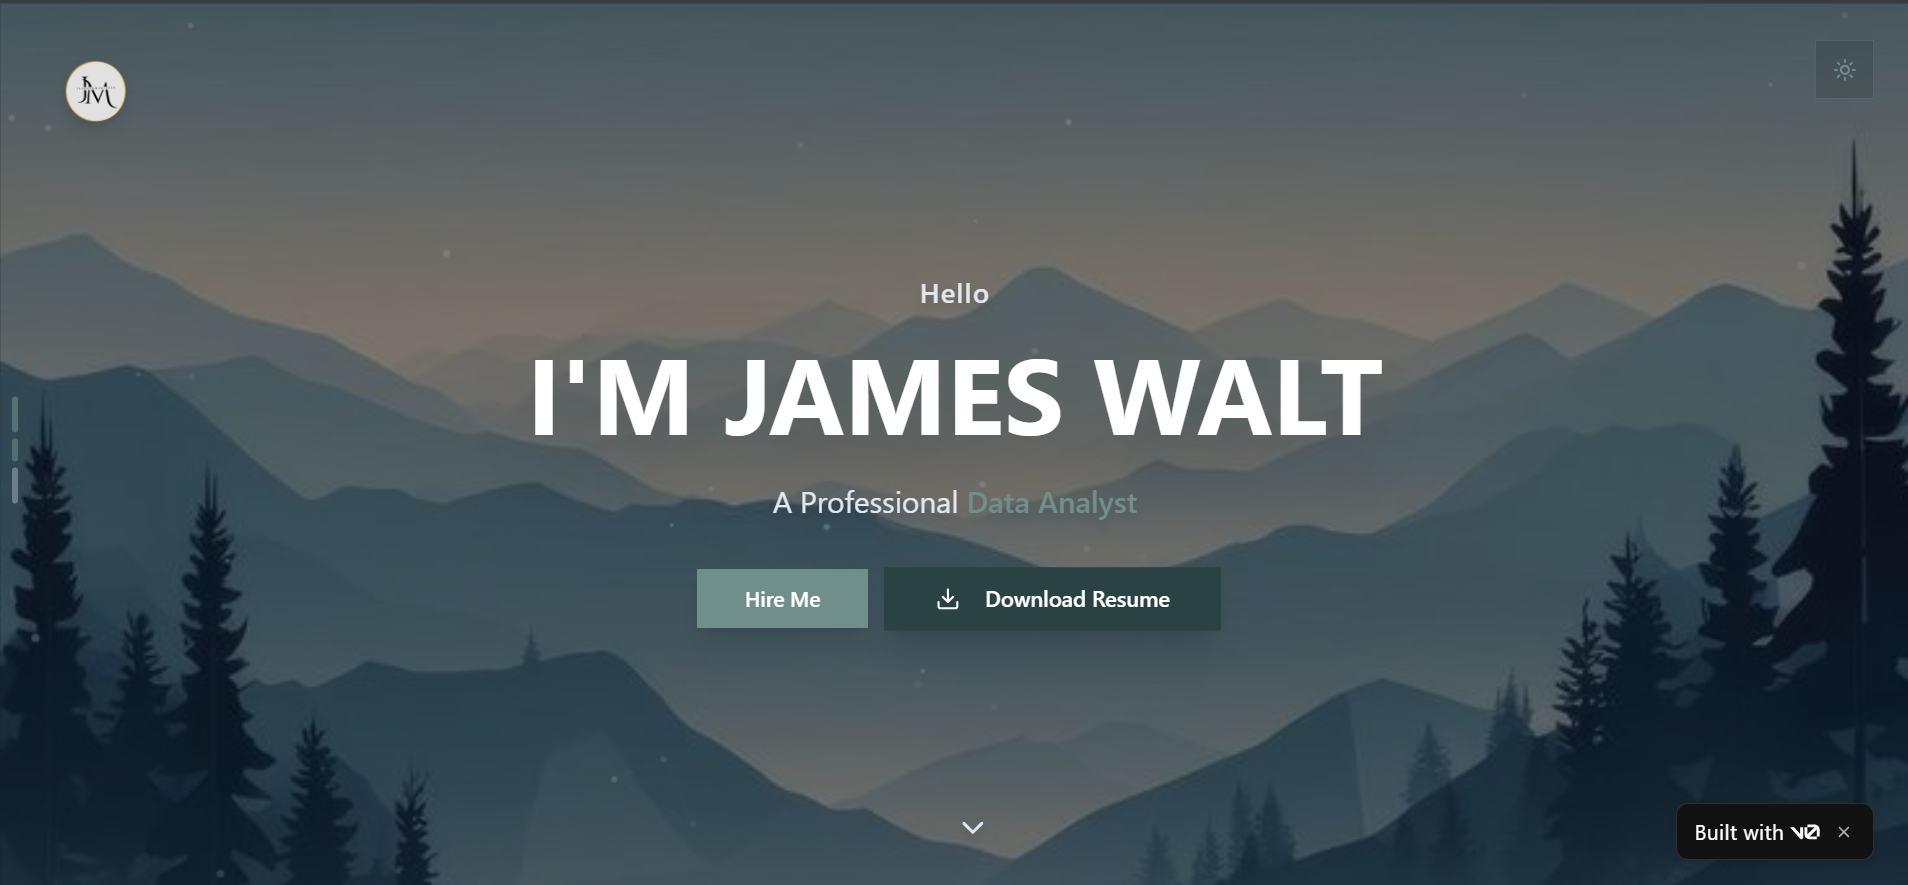 JM
Hello
I'M JAMES WALT
A Professional Data Analyst
Hire Me
Download Resume
Built with v0